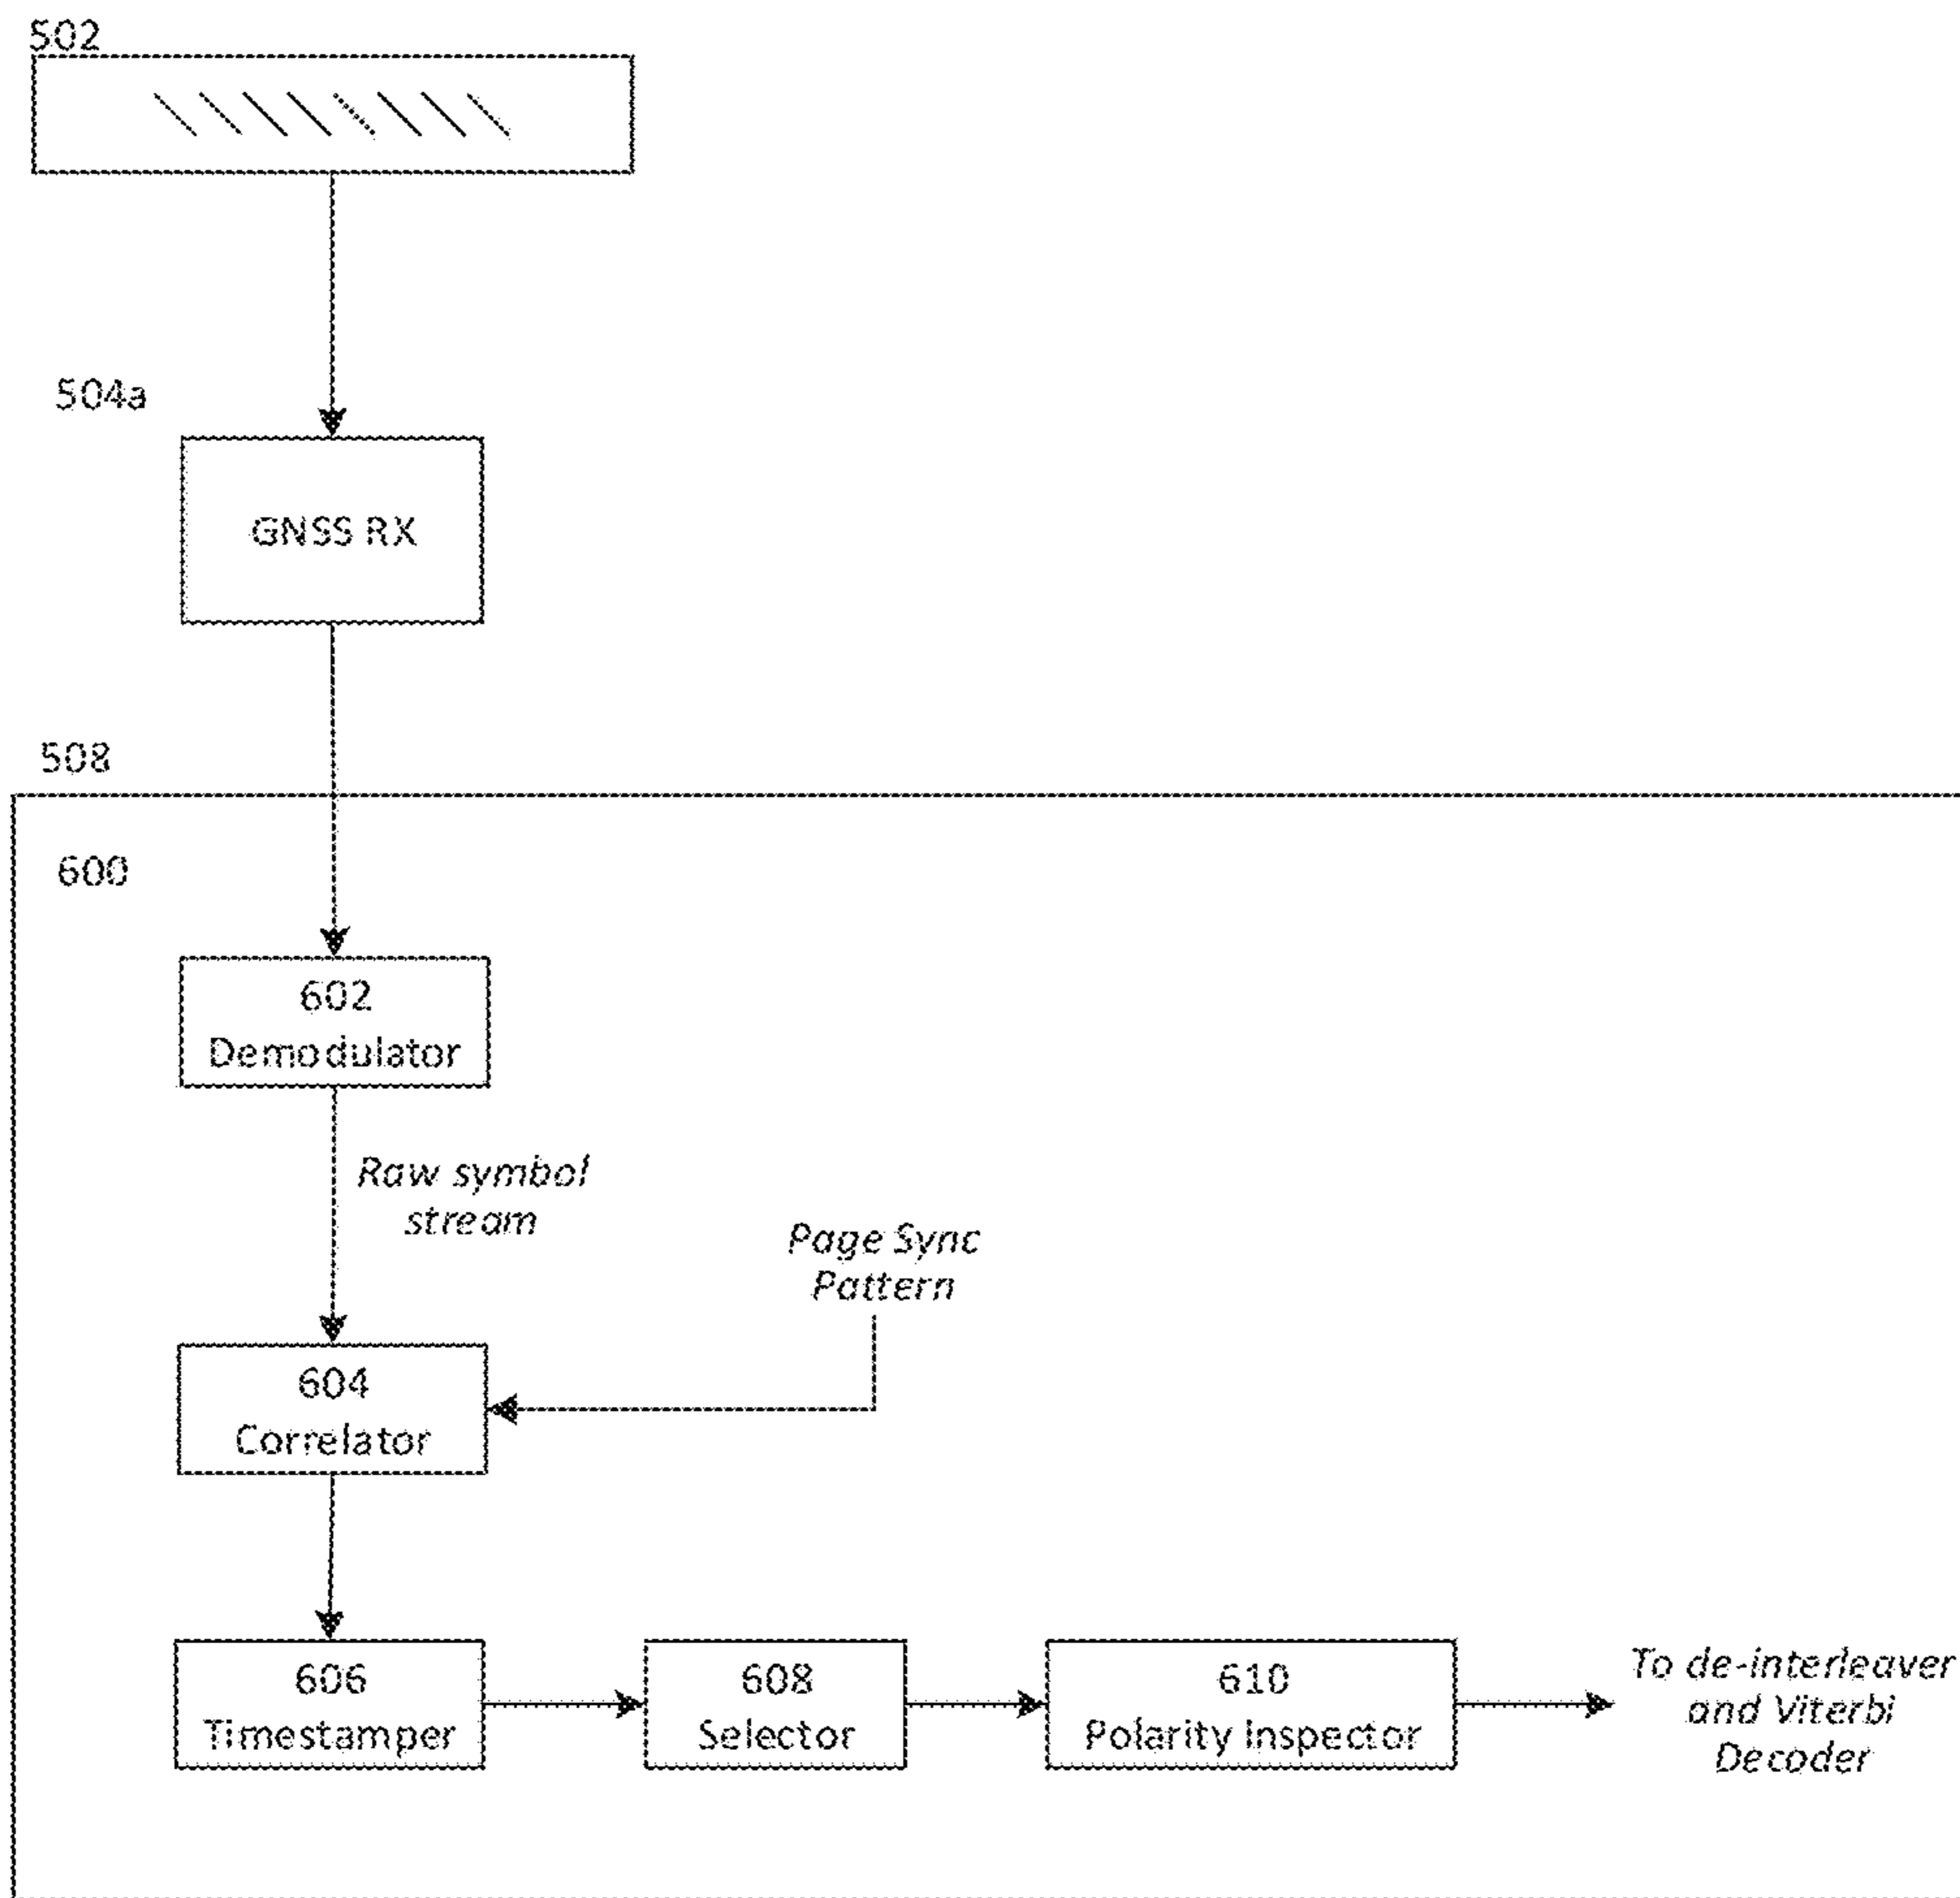 502
504a
GNSS RX
508
600
602
Demodulator
Raw symbol
stream
Page Sync
Pattern
604
Correlator
606
Timestamper
608
Selector
610
Polarity Inspector
To de-interleaver
and Viterbi
Decoder